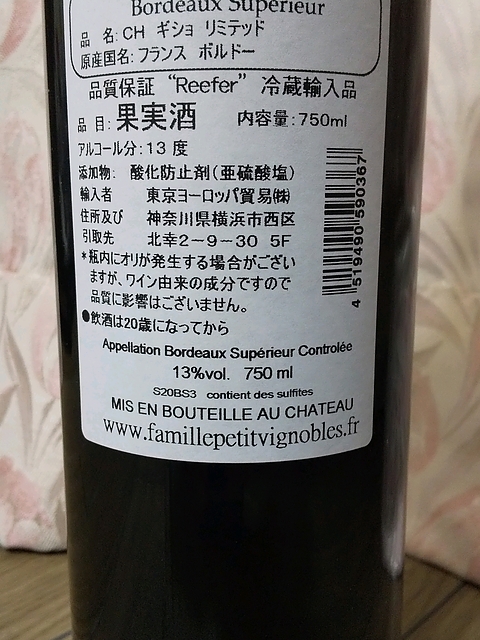 Bordeaux Supérieur
品 名: CH ギショ リミテッド
原産国名: フランス ボルドー
品質保証 “Reefer” 冷蔵輸入品
品目: 果実酒 内容量: 750ml
アルコール分: 13 度
添加物: 酸化防止剤(亜硫酸塩)
輸入者 東京ヨーロッパ貿易㈱
住所及び 神奈川県横浜市西区
引取先 北幸2-9-30 5F
*瓶内にオリが発生する場合がござい
ますが、ワイン由来の成分ですので
品質に影響はございません。
●飲酒は20歳になってから
4 519490 590367
Appellation Bordeaux Supérieur Controlée
13%vol. 750 ml
S20BS3 contient des sulfites
MIS EN BOUTEILLE AU CHATEAU
www.famillepetitvignobles.fr